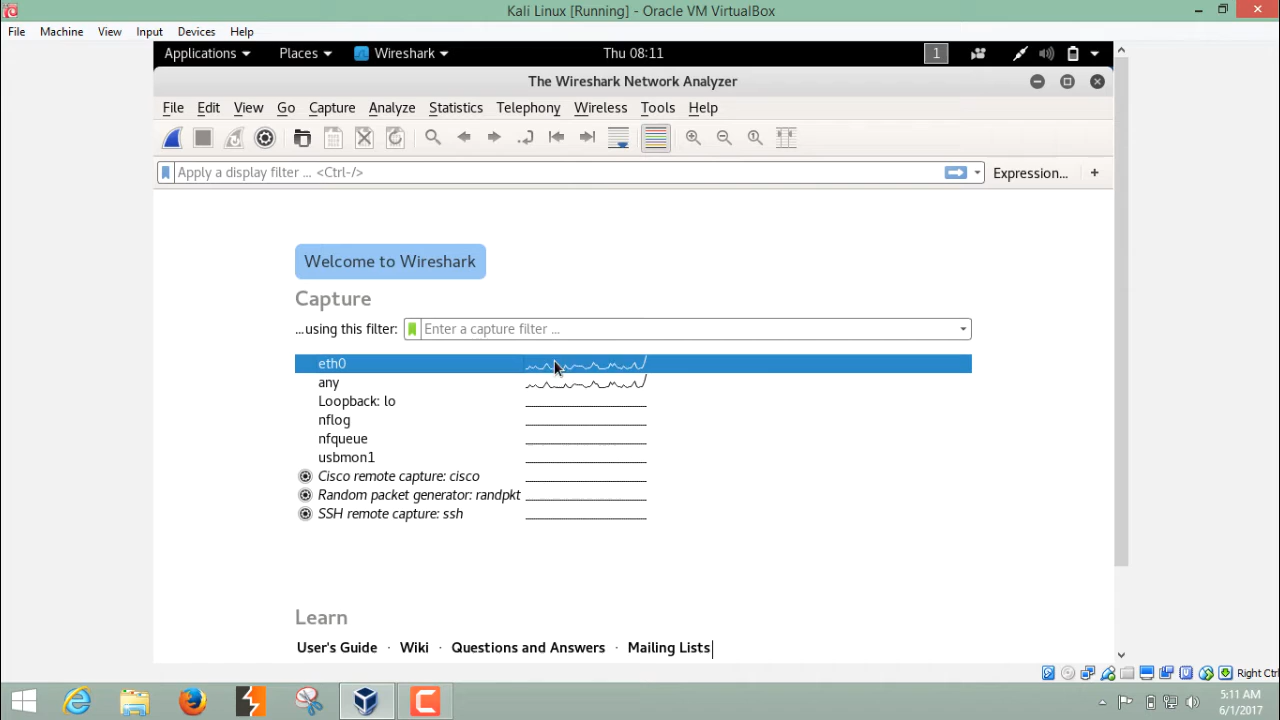 Kali Linux [Running] - Oracle VM VirtualBox
File Machine View Input Devices Help
Applications Places Wireshark Thu 08:11 1
The Wireshark Network Analyzer
File Edit View Go Capture Analyze Statistics Telephony Wireless Tools Help
Apply a display filter ... <Ctrl-/> Expression... +
Welcome to Wireshark
Capture
...using this filter: Enter a capture filter ...
eth0
any
Loopback: lo
nflog
nfqueue
usbmon1
Cisco remote capture: cisco
Random packet generator: randpkt
SSH remote capture: ssh
Learn
User's Guide · Wiki · Questions and Answers · Mailing Lists
Right Ctrl
5:11 AM
6/1/2017